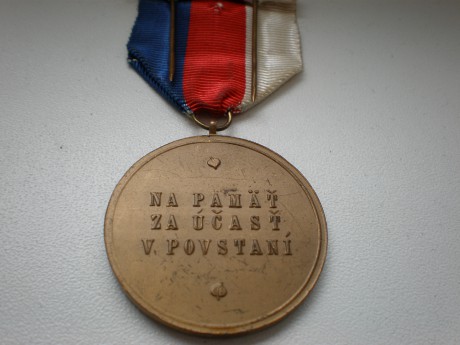 NA PAMÄŤ
ZA ÚČASŤ
V. POVSTANÍ